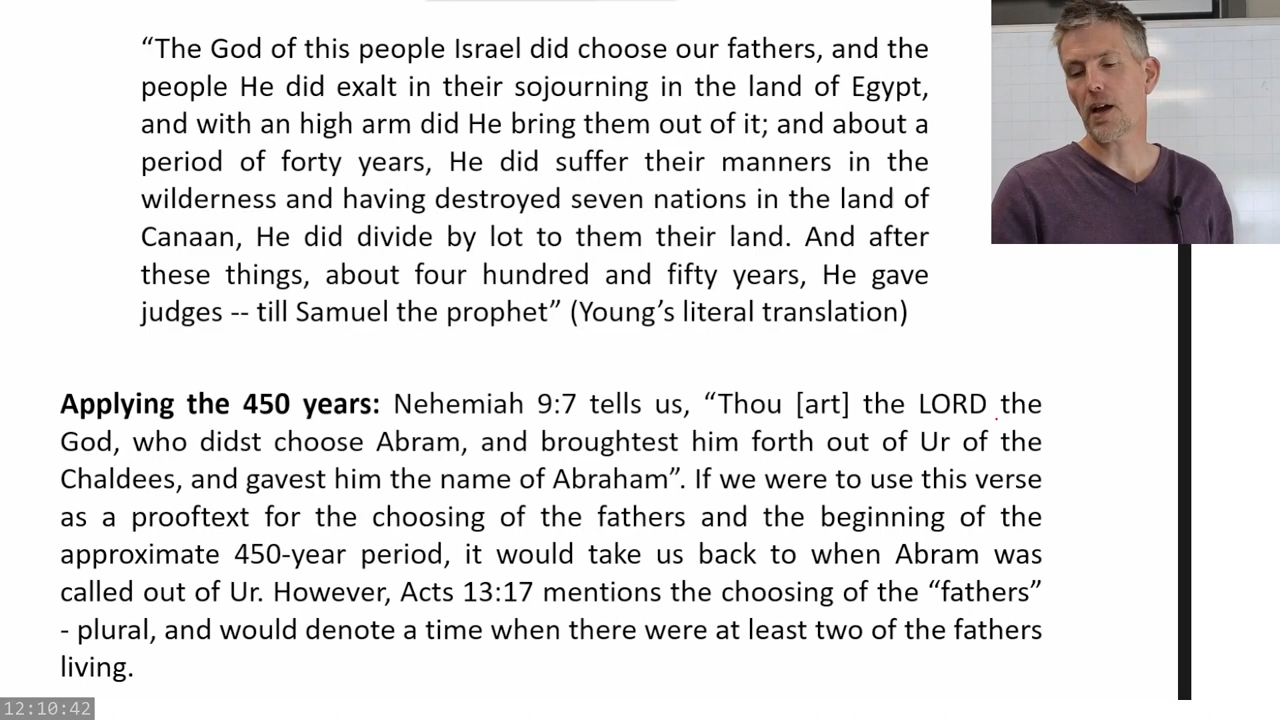 “The God of this people Israel did choose our fathers, and the
people He did exalt in their sojourning in the land of Egypt,
and with an high arm did He bring them out of it; and about a
period of forty years, He did suffer their manners in the
wilderness and having destroyed seven nations in the land of
Canaan, He did divide by lot to them their land. And after
these things, about four hundred and fifty years, He gave
judges -- till Samuel the prophet” (Young’s literal translation)
Applying the 450 years: Nehemiah 9:7 tells us, “Thou [art] the LORD the
God, who didst choose Abram, and broughtest him forth out of Ur of the
Chaldees, and gavest him the name of Abraham”. If we were to use this verse
as a prooftext for the choosing of the fathers and the beginning of the
approximate 450-year period, it would take us back to when Abram was
called out of Ur. However, Acts 13:17 mentions the choosing of the “fathers”
- plural, and would denote a time when there were at least two of the fathers
living.
12:10:42